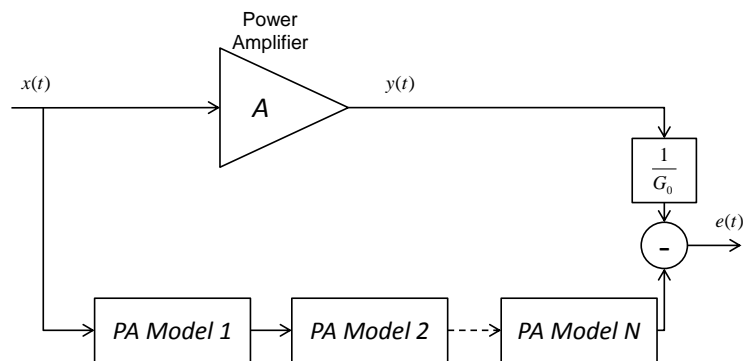 Power
Amplifier
x(t)
y(t)
A
1
G₀
e(t)
-
PA Model 1
PA Model 2
PA Model N